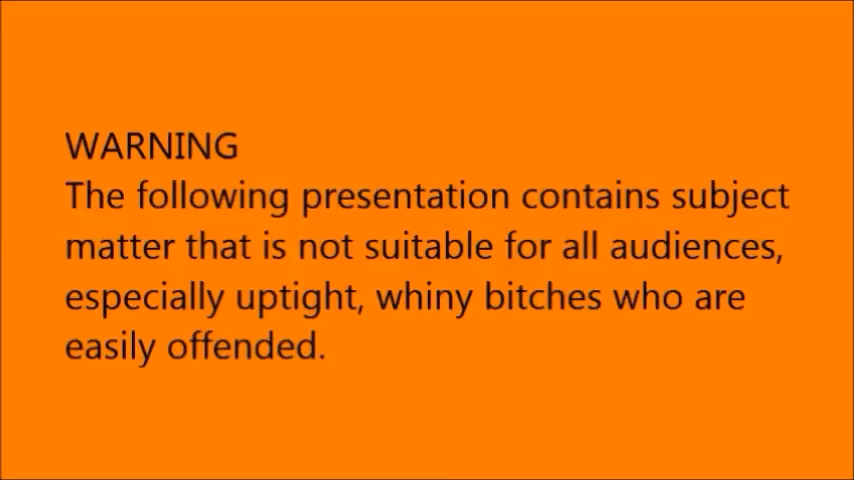 WARNING
The following presentation contains subject
matter that is not suitable for all audiences,
especially uptight, whiny bitches who are
easily offended.